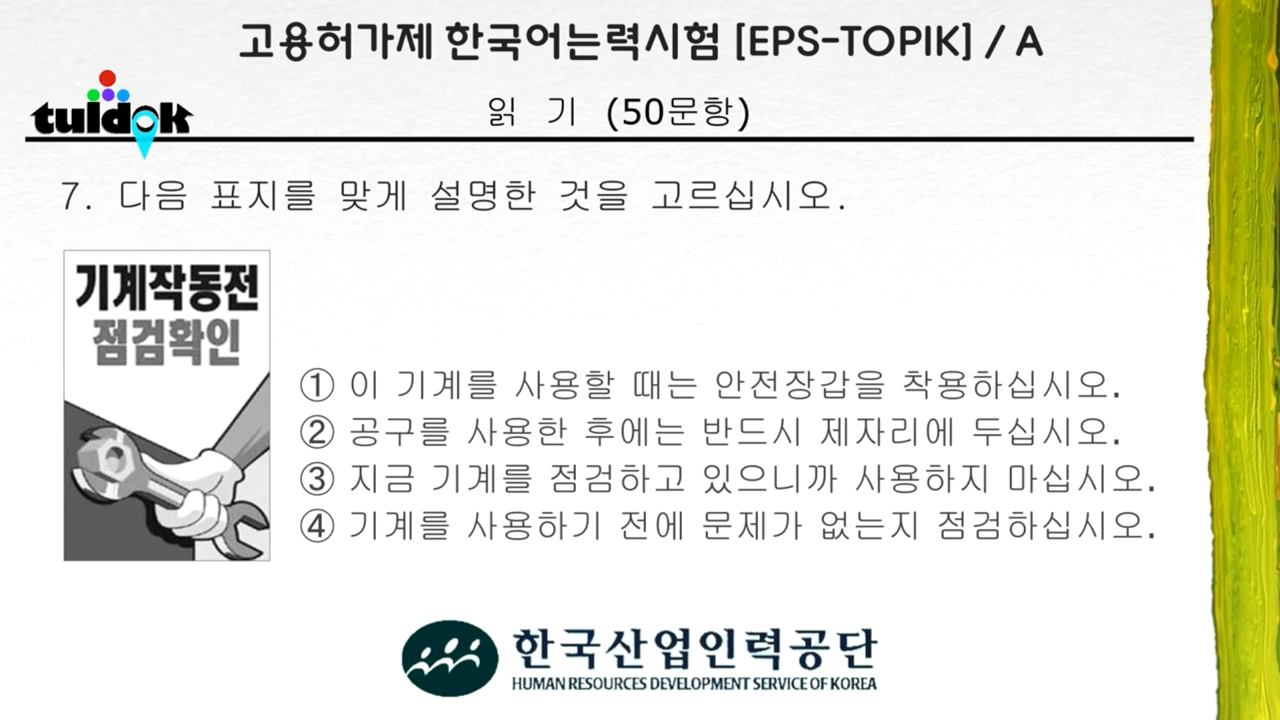 고용허가제 한국어능력시험 [EPS-TOPIK] / A
tuidok
읽 기 (50문항)
7. 다음 표지를 맞게 설명한 것을 고르십시오.
기계작동전
점검확인
① 이 기계를 사용할 때는 안전장갑을 착용하십시오.
② 공구를 사용한 후에는 반드시 제자리에 두십시오.
③ 지금 기계를 점검하고 있으니까 사용하지 마십시오.
④ 기계를 사용하기 전에 문제가 없는지 점검하십시오.
한국산업인력공단
HUMAN RESOURCES DEVELOPMENT SERVICE OF KOREA